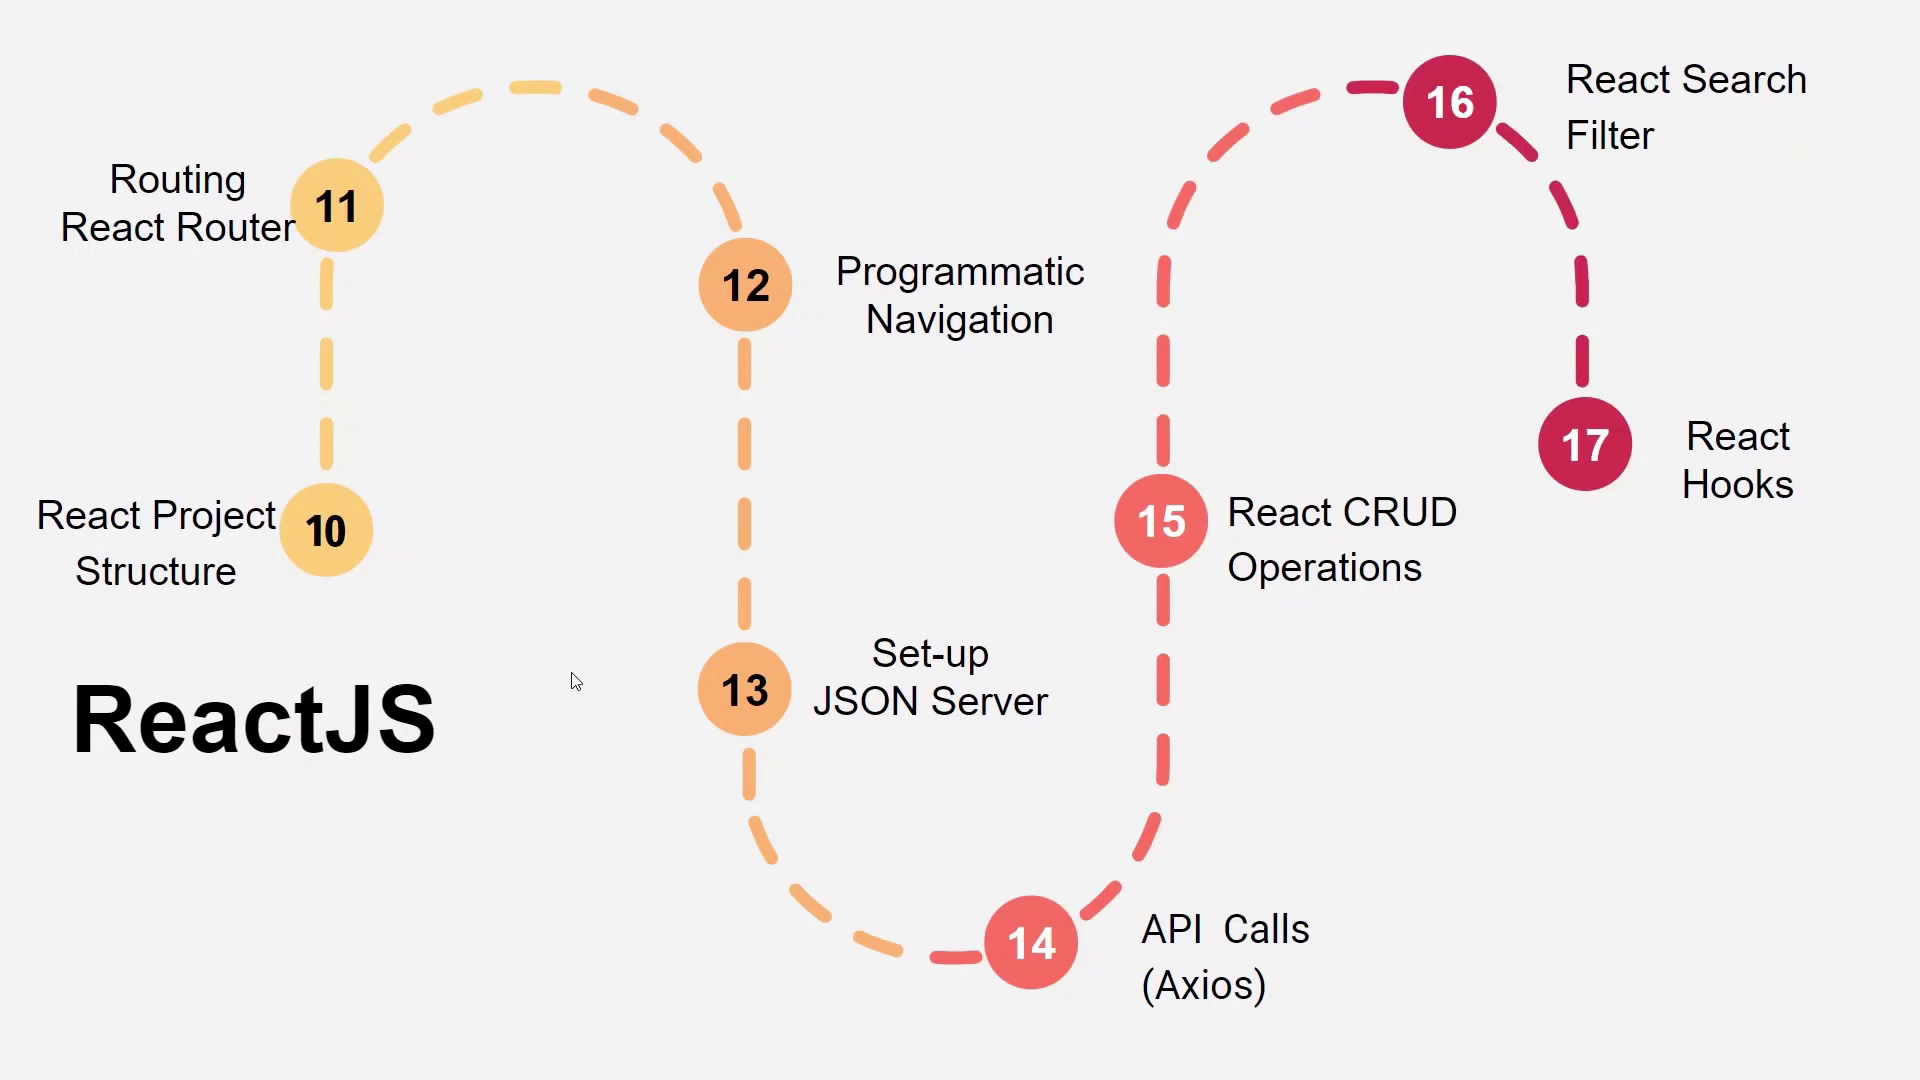 10
React Project
Structure
11
Routing
React Router
12
Programmatic
Navigation
13
Set-up
JSON Server
14
API  Calls
(Axios)
15
React CRUD
Operations
16
React Search
Filter
17
React
Hooks
ReactJS